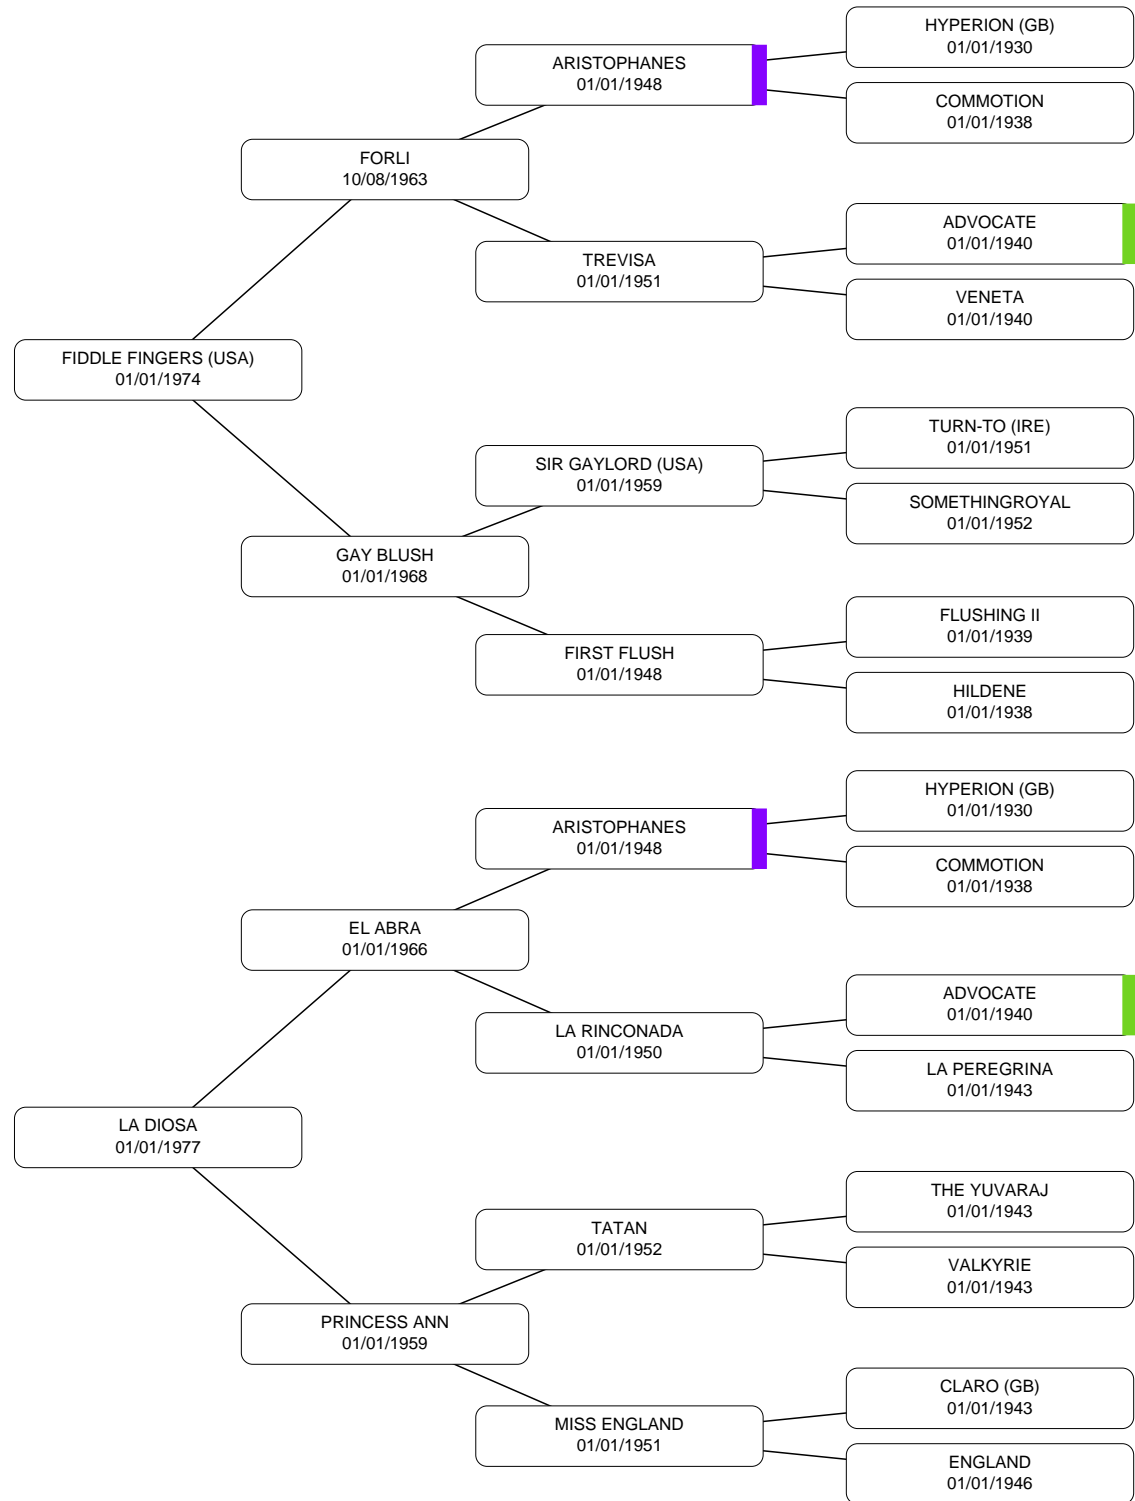 HYPERION (GB)
01/01/1930
ARISTOPHANES
01/01/1948
COMMOTION
01/01/1938
FORLI
10/08/1963
ADVOCATE
01/01/1940
TREVISA
01/01/1951
VENETA
01/01/1940
FIDDLE FINGERS (USA)
01/01/1974
TURN-TO (IRE)
01/01/1951
SIR GAYLORD (USA)
01/01/1959
SOMETHINGROYAL
01/01/1952
GAY BLUSH
01/01/1968
FLUSHING II
01/01/1939
FIRST FLUSH
01/01/1948
HILDENE
01/01/1938
HYPERION (GB)
01/01/1930
ARISTOPHANES
01/01/1948
COMMOTION
01/01/1938
EL ABRA
01/01/1966
ADVOCATE
01/01/1940
LA RINCONADA
01/01/1950
LA PEREGRINA
01/01/1943
LA DIOSA
01/01/1977
THE YUVARAJ
01/01/1943
TATAN
01/01/1952
VALKYRIE
01/01/1943
PRINCESS ANN
01/01/1959
CLARO (GB)
01/01/1943
MISS ENGLAND
01/01/1951
ENGLAND
01/01/1946